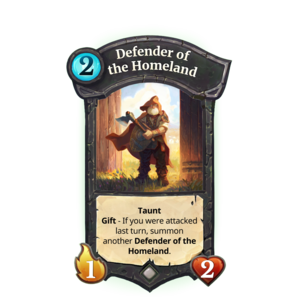 2
Defender of
the Homeland
Taunt
Gift - If you were attacked
last turn, summon
another Defender of the
Homeland.
1
2